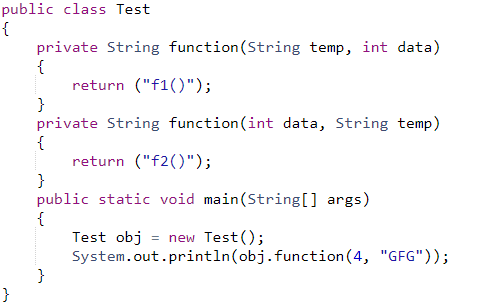 public class Test
{
    private String function(String temp, int data)
    {
        return ("f1()");
    }
    private String function(int data, String temp)
    {
        return ("f2()");
    }
    public static void main(String[] args)
    {
        Test obj = new Test();
        System.out.println(obj.function(4, "GFG"));
    }
}